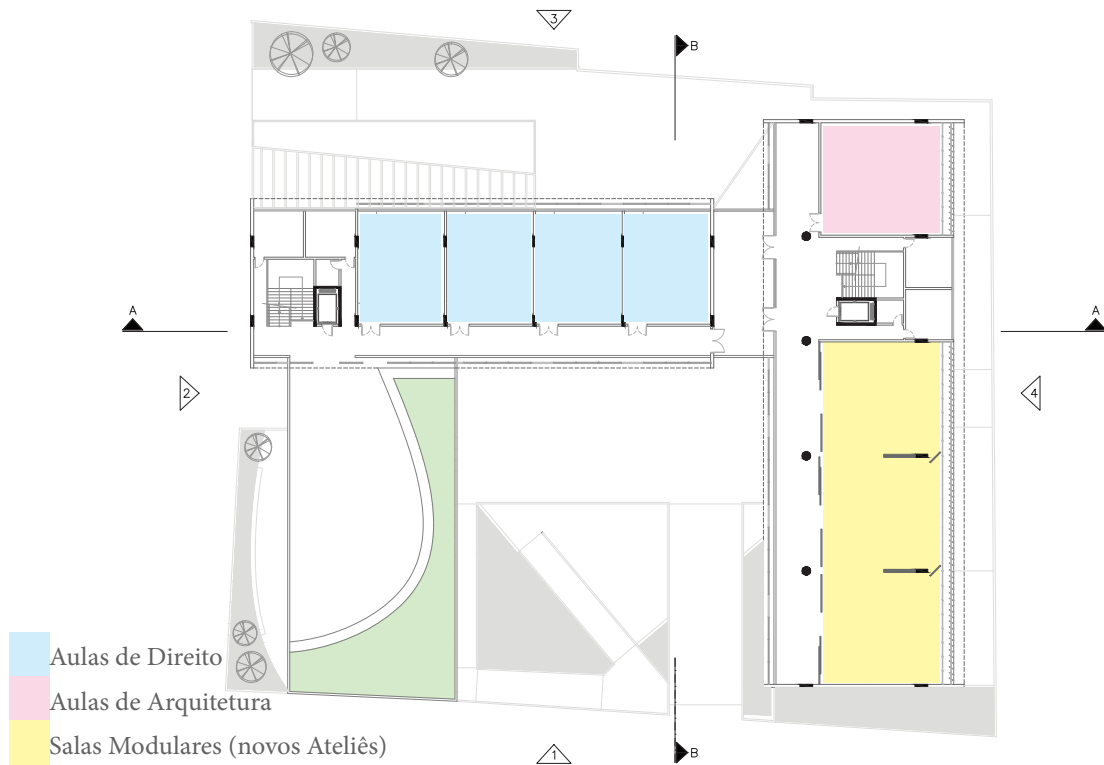 3
B
A
A
2
4
Aulas de Direito
Aulas de Arquitetura
Salas Modulares (novos Ateliês)
1
B